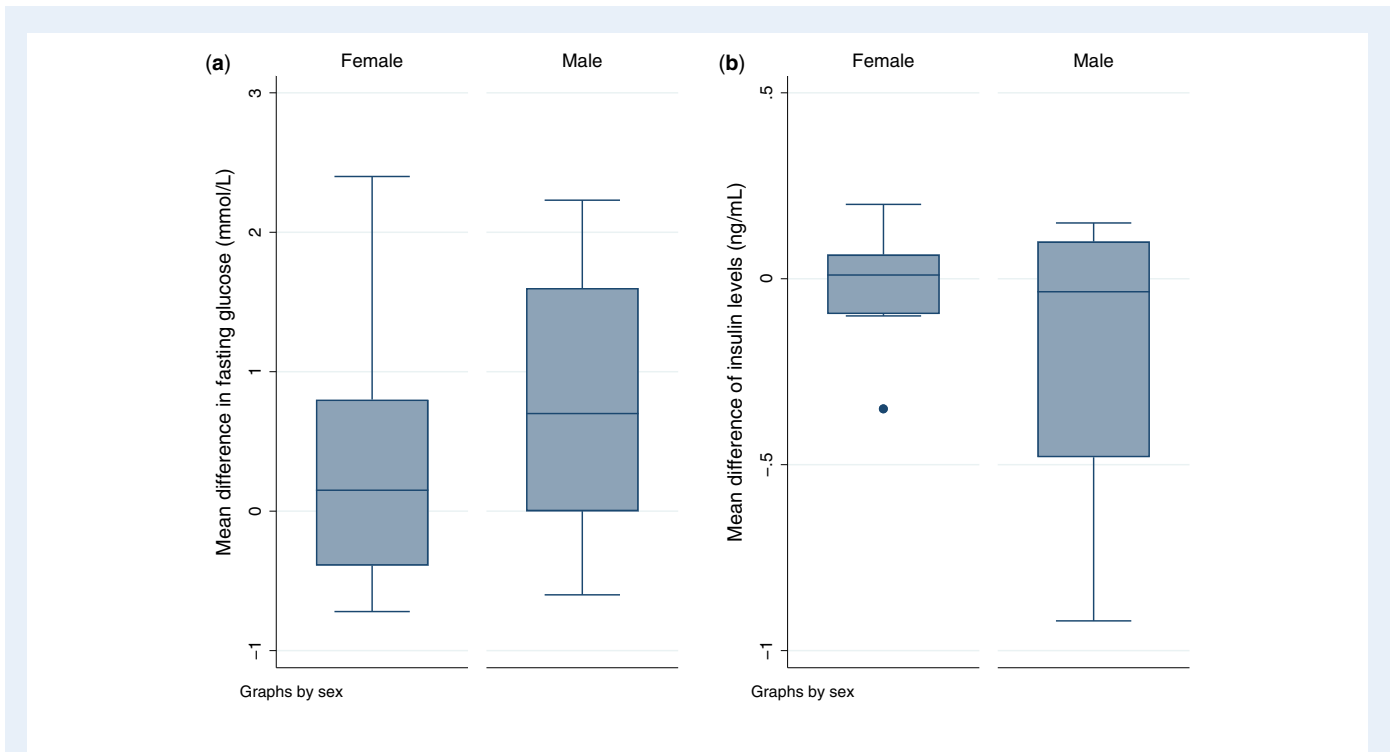 (a)
Female
Male
Mean difference in fasting glucose (mmol/L)
3
2
1
0
−1
Graphs by sex
(b)
Female
Male
Mean difference of insulin levels (ng/mL)
.5
0
−.5
−1
Graphs by sex